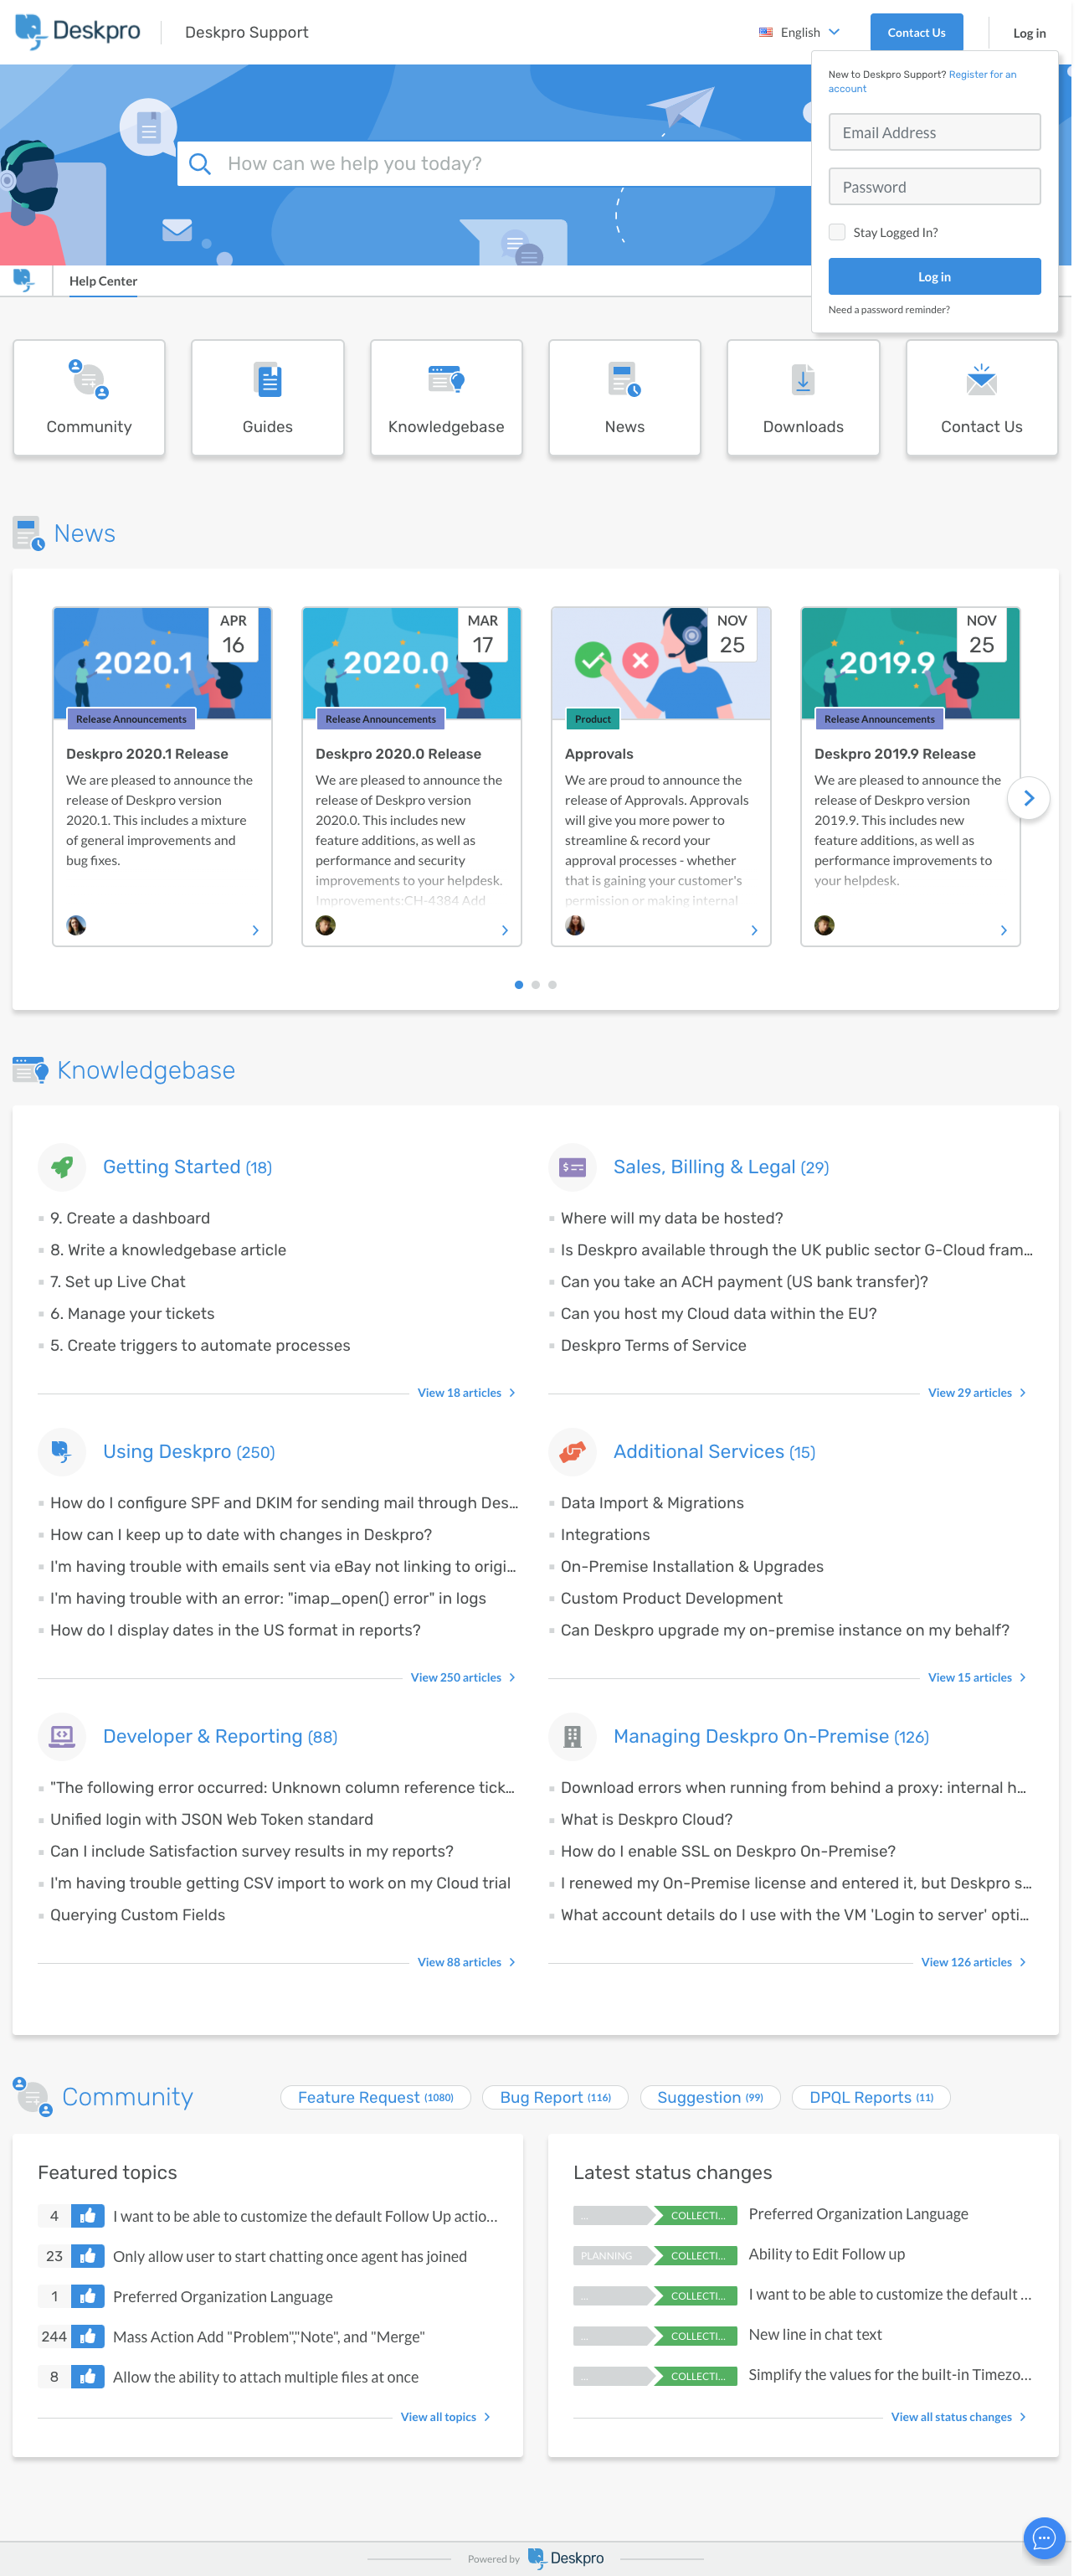 Deskpro
Deskpro Support
English
Contact Us
Log in
New to Deskpro Support? Register for an
account
Email Address
Password
Stay Logged In?
Log in
Need a password reminder?
How can we help you today?
Help Center
Community
Guides
Knowledgebase
News
Downloads
Contact Us
News
2020.1
APR
16
Release Announcements
Deskpro 2020.1 Release
We are pleased to announce the
release of Deskpro version
2020.1. This includes a mixture
of general improvements and
bug fixes.
2020.0
MAR
17
Release Announcements
Deskpro 2020.0 Release
We are pleased to announce the
release of Deskpro version
2020.0. This includes new
feature additions, as well as
performance and security
improvements to your helpdesk.
Improvements:CH-4384 Add
NOV
25
Product
Approvals
We are proud to announce the
release of Approvals. Approvals
will give you more power to
streamline & record your
approval processes - whether
that is gaining your customer's
permission or making internal
2019.9
NOV
25
Release Announcements
Deskpro 2019.9 Release
We are pleased to announce the
release of Deskpro version
2019.9. This includes new
feature additions, as well as
performance improvements to
your helpdesk.
Knowledgebase
Getting Started (18)
9. Create a dashboard
8. Write a knowledgebase article
7. Set up Live Chat
6. Manage your tickets
5. Create triggers to automate processes
View 18 articles
Sales, Billing & Legal (29)
Where will my data be hosted?
Is Deskpro available through the UK public sector G-Cloud fram...
Can you take an ACH payment (US bank transfer)?
Can you host my Cloud data within the EU?
Deskpro Terms of Service
View 29 articles
Using Deskpro (250)
How do I configure SPF and DKIM for sending mail through Des...
How can I keep up to date with changes in Deskpro?
I'm having trouble with emails sent via eBay not linking to origi...
I'm having trouble with an error: "imap_open() error" in logs
How do I display dates in the US format in reports?
View 250 articles
Additional Services (15)
Data Import & Migrations
Integrations
On-Premise Installation & Upgrades
Custom Product Development
Can Deskpro upgrade my on-premise instance on my behalf?
View 15 articles
Developer & Reporting (88)
"The following error occurred: Unknown column reference tick...
Unified login with JSON Web Token standard
Can I include Satisfaction survey results in my reports?
I'm having trouble getting CSV import to work on my Cloud trial
Querying Custom Fields
View 88 articles
Managing Deskpro On-Premise (126)
Download errors when running from behind a proxy: internal h...
What is Deskpro Cloud?
How do I enable SSL on Deskpro On-Premise?
I renewed my On-Premise license and entered it, but Deskpro s...
What account details do I use with the VM 'Login to server' opti...
View 126 articles
Community
Feature Request (1080)
Bug Report (116)
Suggestion (99)
DPQL Reports (11)
Featured topics
4 I want to be able to customize the default Follow Up actio...
23 Only allow user to start chatting once agent has joined
1 Preferred Organization Language
244 Mass Action Add "Problem","Note", and "Merge"
8 Allow the ability to attach multiple files at once
View all topics
Latest status changes
... COLLECTI... Preferred Organization Language
PLANNING COLLECTI... Ability to Edit Follow up
... COLLECTI... I want to be able to customize the default ...
... COLLECTI... New line in chat text
... COLLECTI... Simplify the values for the built-in Timezo...
View all status changes
Powered by Deskpro